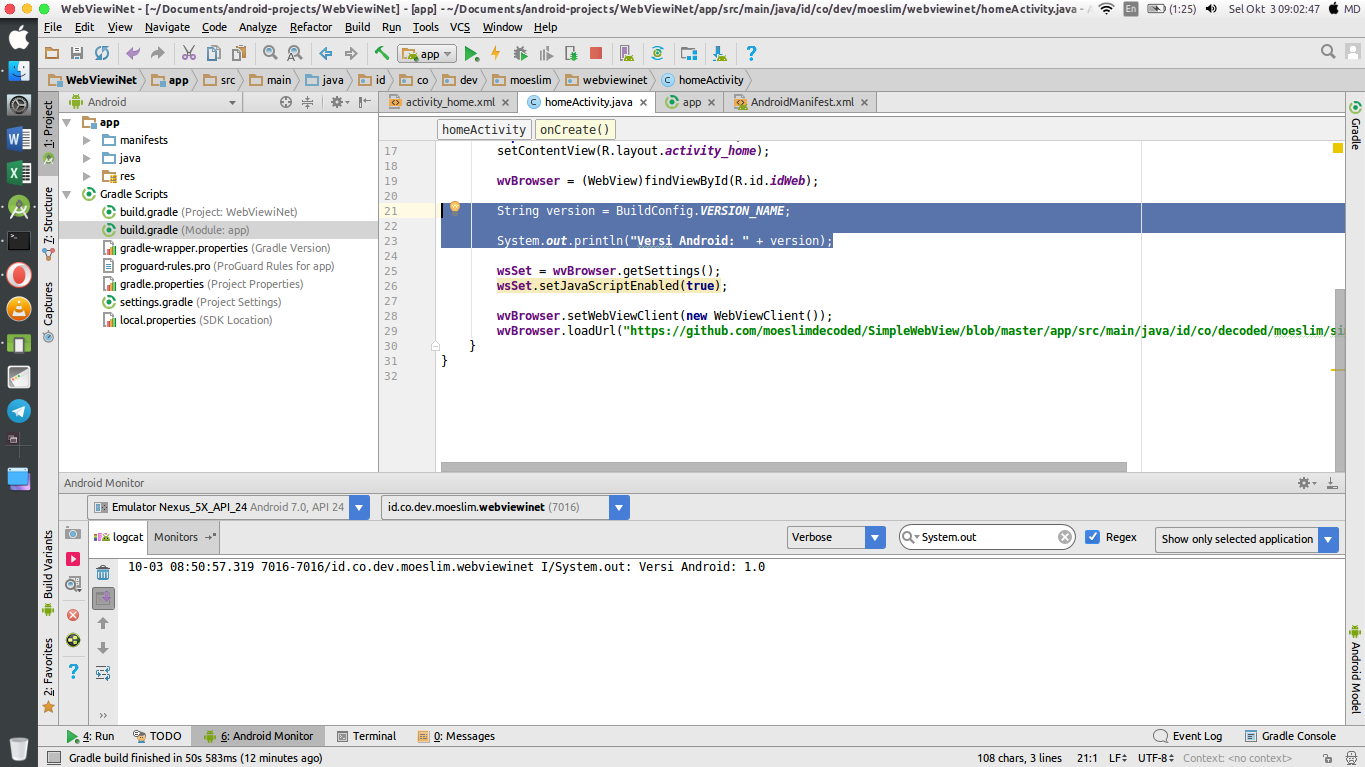 WebViewiNet - [~/Documents/android-projects/WebViewiNet] - [app] - ~/Documents/android-projects/WebViewiNet/app/src/main/java/id/co/dev/moeslim/webviewinet/homeActivity.java - A
En (1:25) Sel Okt 3 09:02:47 MD
File Edit View Navigate Code Analyze Refactor Build Run Tools VCS Window Help
app
WebViewiNet app src main java id co dev moeslim webviewinet homeActivity
1: Project
7: Structure
Captures
Build Variants
2: Favorites
Android
app
manifests
java
res
Gradle Scripts
build.gradle (Project: WebViewiNet)
build.gradle (Module: app)
gradle-wrapper.properties (Gradle Version)
proguard-rules.pro (ProGuard Rules for app)
gradle.properties (Project Properties)
settings.gradle (Project Settings)
local.properties (SDK Location)
activity_home.xml homeActivity.java app AndroidManifest.xml
homeActivity onCreate()
17 setContentView(R.layout.activity_home);
18
19 wvBrowser = (WebView)findViewById(R.id.idWeb);
20
21 String version = BuildConfig.VERSION_NAME;
22
23 System.out.println("Versi Android: " + version);
24
25 wsSet = wvBrowser.getSettings();
26 wsSet.setJavaScriptEnabled(true);
27
28 wvBrowser.setWebViewClient(new WebViewClient());
29 wvBrowser.loadUrl("https://github.com/moeslimdecoded/SimpleWebView/blob/master/app/src/main/java/id/co/decoded/moeslim/si
30 }
31 }
32
Gradle
Android Model
Android Monitor
Emulator Nexus_5X_API_24 Android 7.0, API 24 id.co.dev.moeslim.webviewinet (7016)
logcat Monitors Verbose System.out Regex Show only selected application
10-03 08:50:57.319 7016-7016/id.co.dev.moeslim.webviewinet I/System.out: Versi Android: 1.0
4: Run TODO 6: Android Monitor Terminal 0: Messages Event Log Gradle Console
Gradle build finished in 50s 583ms (12 minutes ago) 108 chars, 3 lines 21:1 LF UTF-8 Context: <no context>